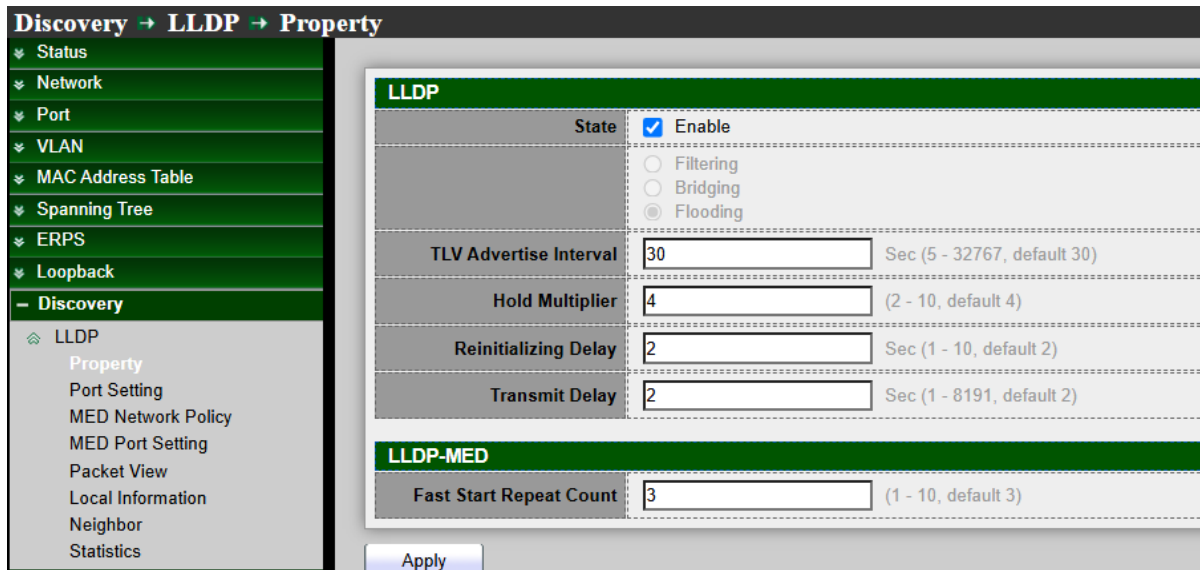 Discovery → LLDP → Property
Status
Network
Port
VLAN
MAC Address Table
Spanning Tree
ERPS
Loopback
Discovery
LLDP
Property
Port Setting
MED Network Policy
MED Port Setting
Packet View
Local Information
Neighbor
Statistics
LLDP
State Enable
Filtering
Bridging
Flooding
TLV Advertise Interval 30 Sec (5 - 32767, default 30)
Hold Multiplier 4 (2 - 10, default 4)
Reinitializing Delay 2 Sec (1 - 10, default 2)
Transmit Delay 2 Sec (1 - 8191, default 2)
LLDP-MED
Fast Start Repeat Count 3 (1 - 10, default 3)
Apply